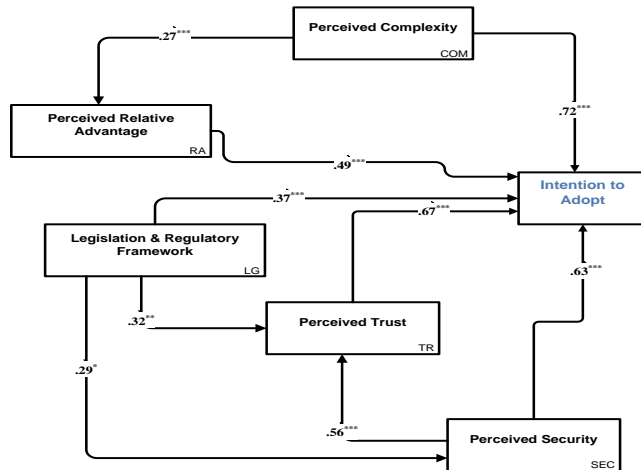 Perceived Complexity
COM
.27***
.72***
Perceived Relative
Advantage
RA
.49***
Intention to
Adopt
.37***
.67***
Legislation & Regulatory
Framework
LG
.63***
.32**
Perceived Trust
TR
.29*
.56***
Perceived Security
SEC